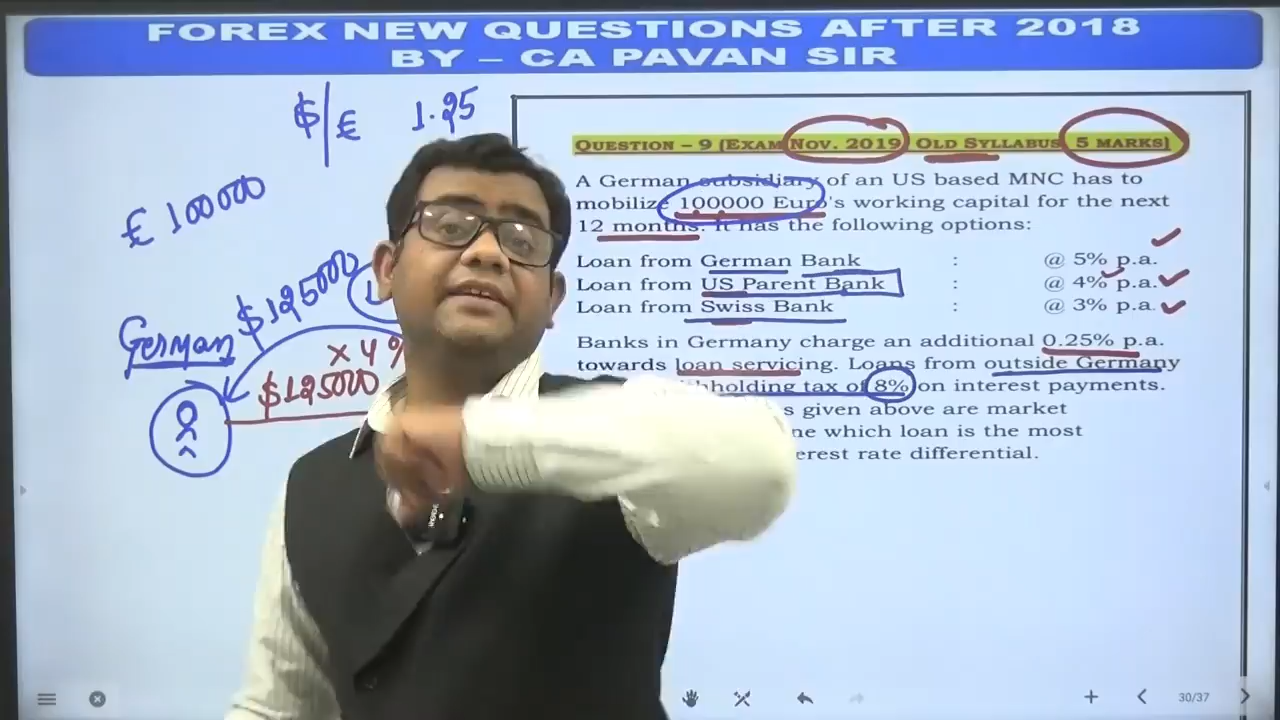 FOREX NEW QUESTIONS AFTER 2018
BY – CA PAVAN SIR
$/€ 1.25
€ 100000
$125000
German
× 4%
$125000
QUESTION – 9 (EXAM NOV. 2019 OLD SYLLABUS 5 MARKS)
A German subsidiary of an US based MNC has to
mobilize 100000 Euro's working capital for the next
12 months. It has the following options:
Loan from German Bank : @ 5% p.a.
Loan from US Parent Bank : @ 4% p.a.
Loan from Swiss Bank : @ 3% p.a.
Banks in Germany charge an additional 0.25% p.a.
towards loan servicing. Loans from outside Germany
withholding tax of 8% on interest payments.
given above are market
which loan is the most
rate differential.
30/37